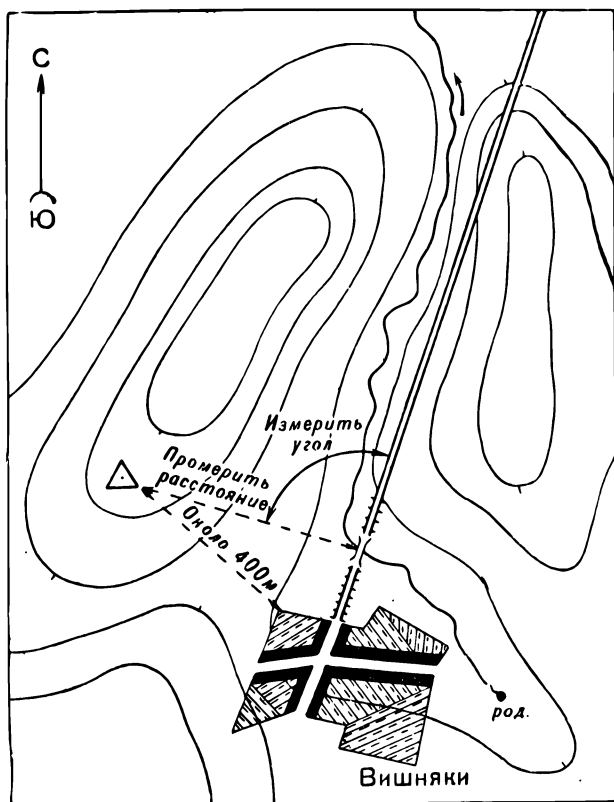 С
Ю
Измерить
угол
Промерить
расстояние
Около 400м
род.
Вишняки